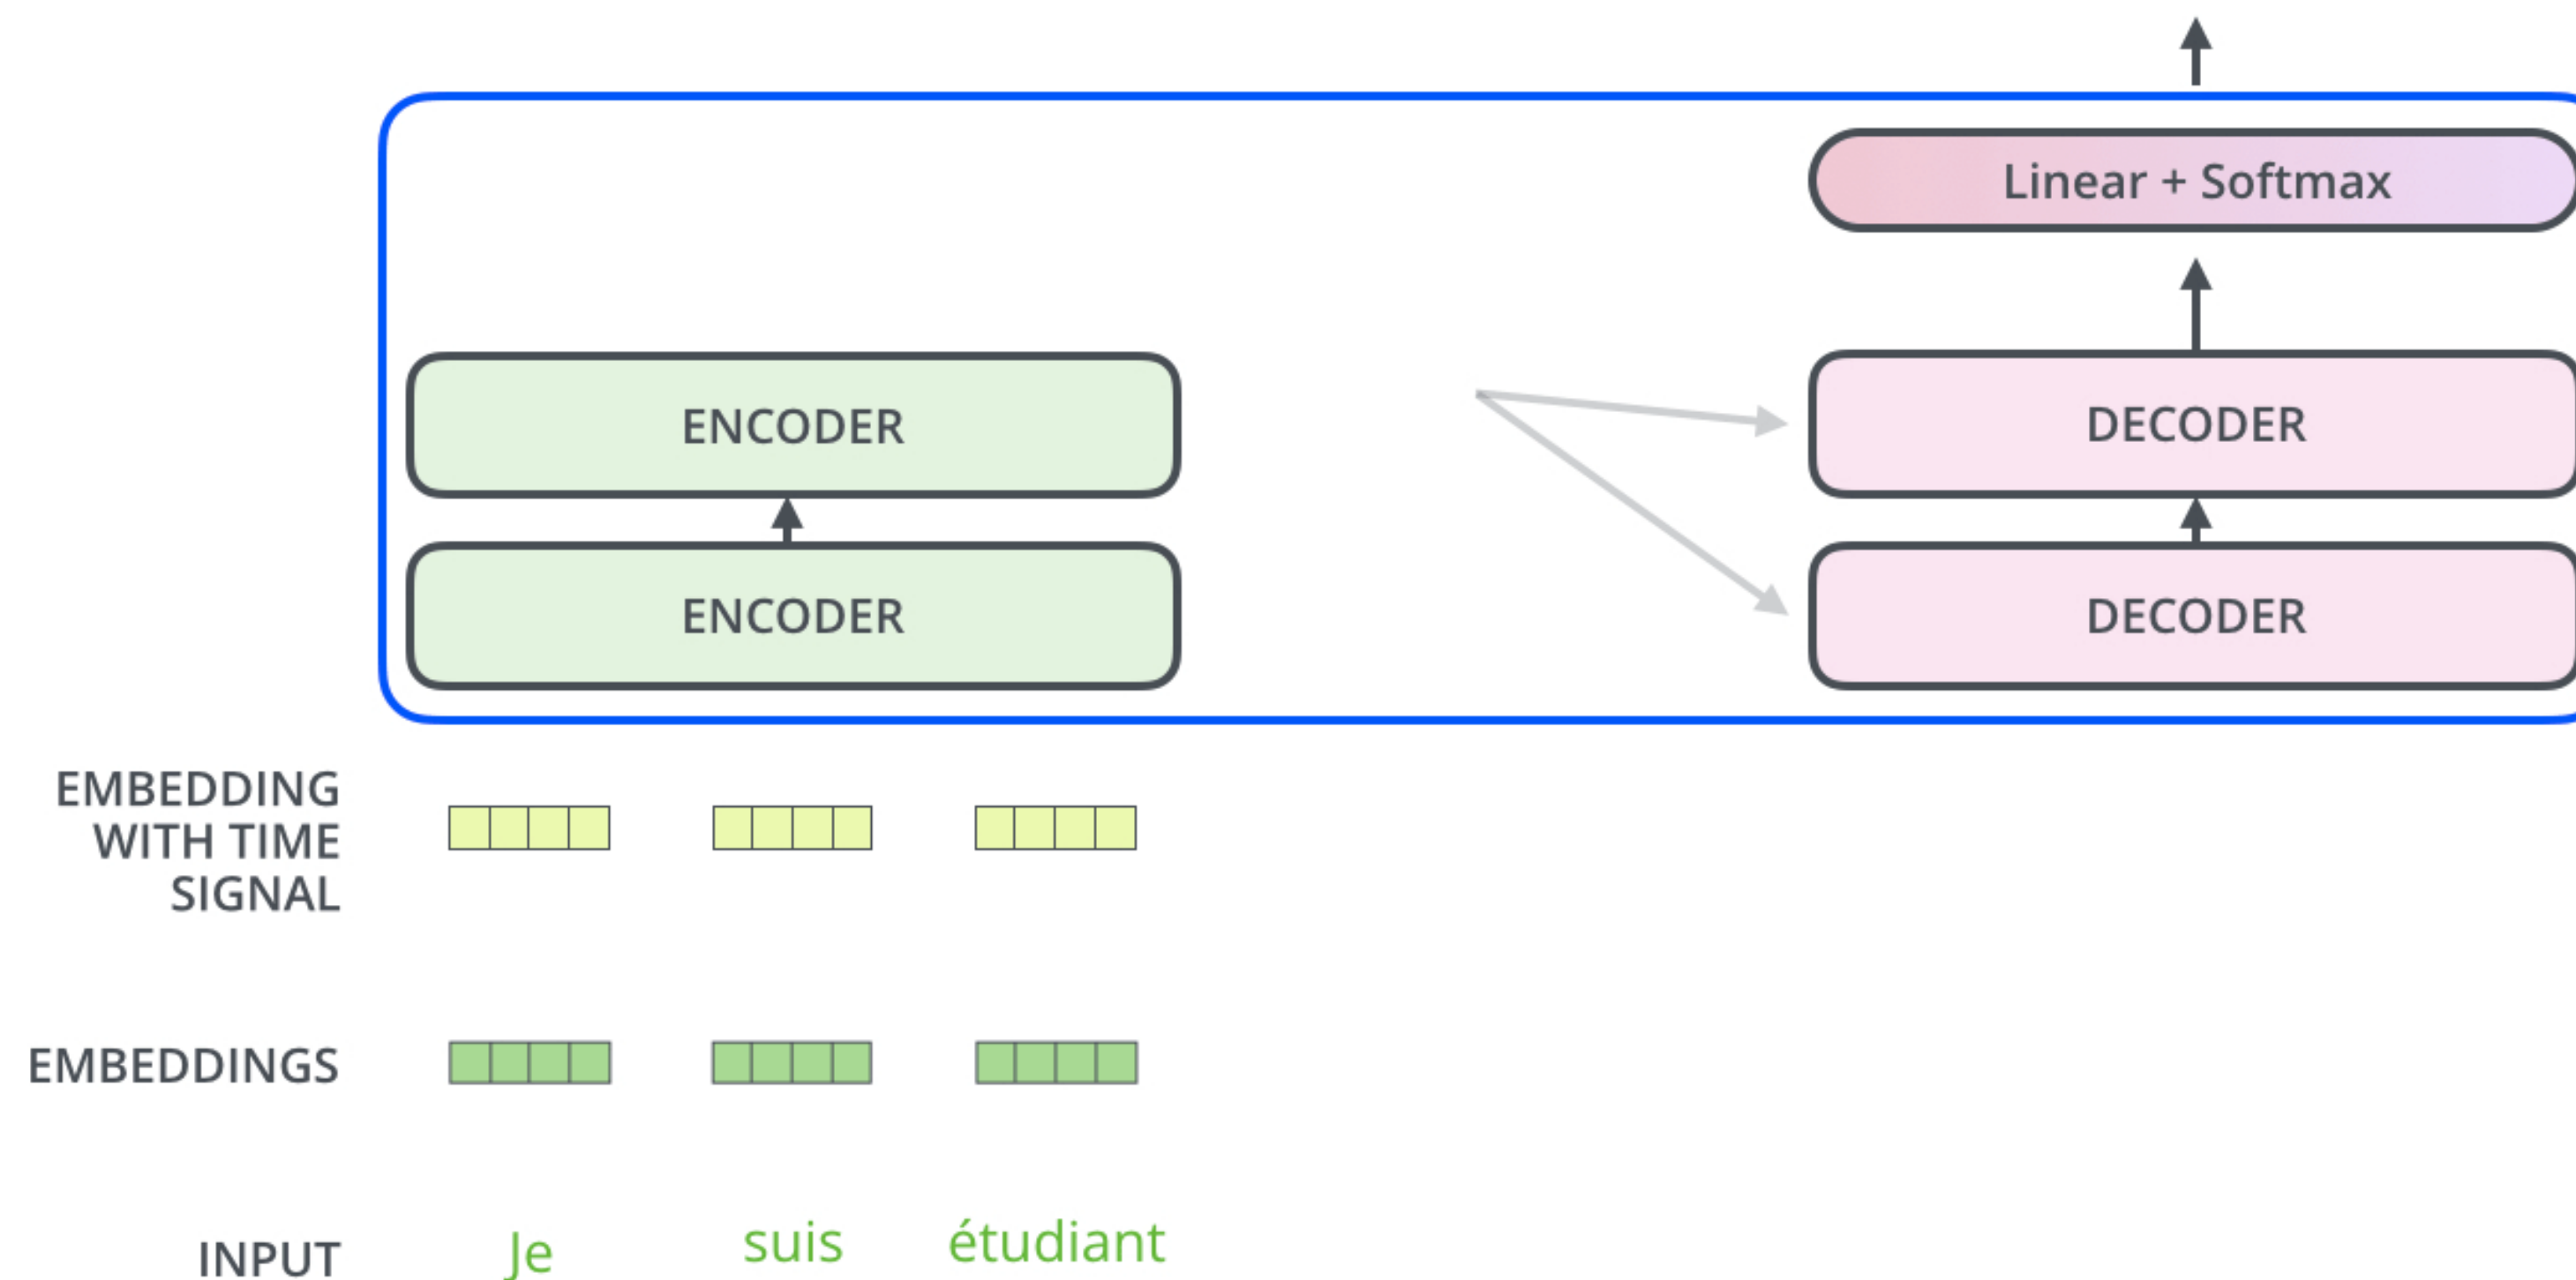 Linear + Softmax
ENCODER
DECODER
ENCODER
DECODER
EMBEDDING
WITH TIME
SIGNAL
EMBEDDINGS
INPUT
Je
suis
étudiant